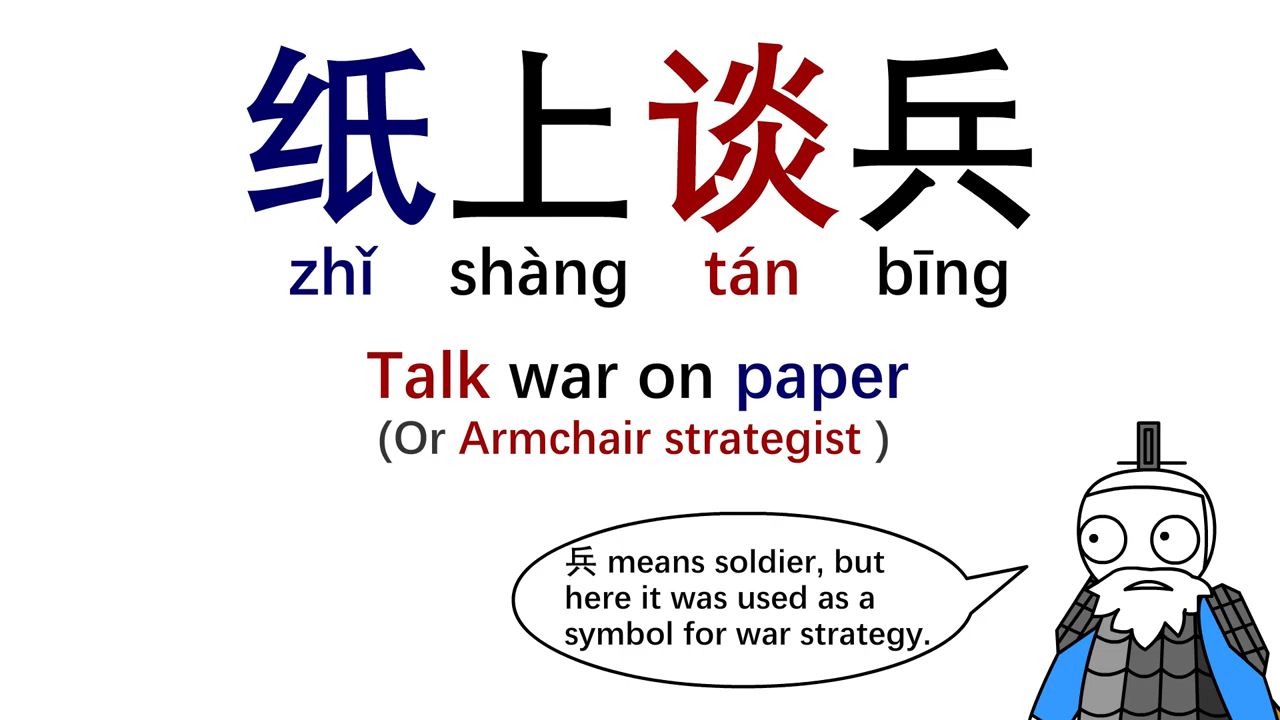 纸上谈兵
zhǐ shàng tán bīng
Talk war on paper
(Or Armchair strategist )
兵 means soldier, but
here it was used as a
symbol for war strategy.